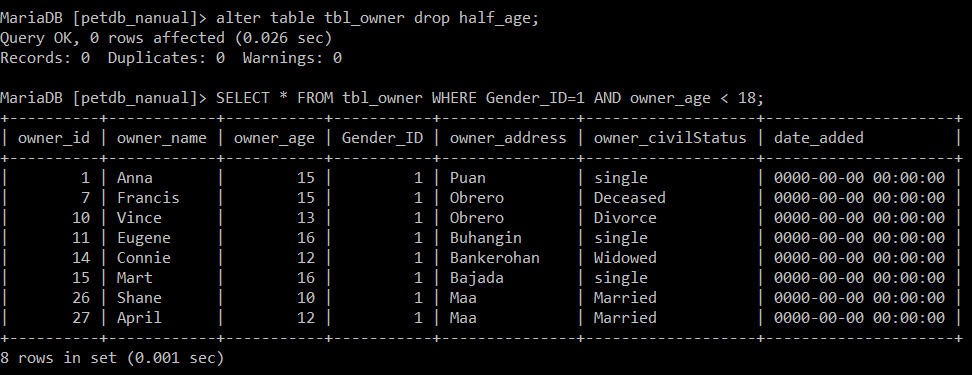 MariaDB [petdb_nanual]> alter table tbl_owner drop half_age;
Query OK, 0 rows affected (0.026 sec)
Records: 0  Duplicates: 0  Warnings: 0

MariaDB [petdb_nanual]> SELECT * FROM tbl_owner WHERE Gender_ID=1 AND owner_age < 18;
+----------+------------+-----------+-----------+---------------+-------------------+---------------------+
| owner_id | owner_name | owner_age | Gender_ID | owner_address | owner_civilStatus | date_added          |
+----------+------------+-----------+-----------+---------------+-------------------+---------------------+
|        1 | Anna       |        15 |         1 | Puan          | single            | 0000-00-00 00:00:00 |
|        7 | Francis    |        15 |         1 | Obrero        | Deceased          | 0000-00-00 00:00:00 |
|       10 | Vince      |        13 |         1 | Obrero        | Divorce           | 0000-00-00 00:00:00 |
|       11 | Eugene     |        16 |         1 | Buhangin      | single            | 0000-00-00 00:00:00 |
|       14 | Connie     |        12 |         1 | Bankerohan    | Widowed           | 0000-00-00 00:00:00 |
|       15 | Mart       |        16 |         1 | Bajada        | single            | 0000-00-00 00:00:00 |
|       26 | Shane      |        10 |         1 | Maa           | Married           | 0000-00-00 00:00:00 |
|       27 | April      |        12 |         1 | Maa           | Married           | 0000-00-00 00:00:00 |
+----------+------------+-----------+-----------+---------------+-------------------+---------------------+
8 rows in set (0.001 sec)